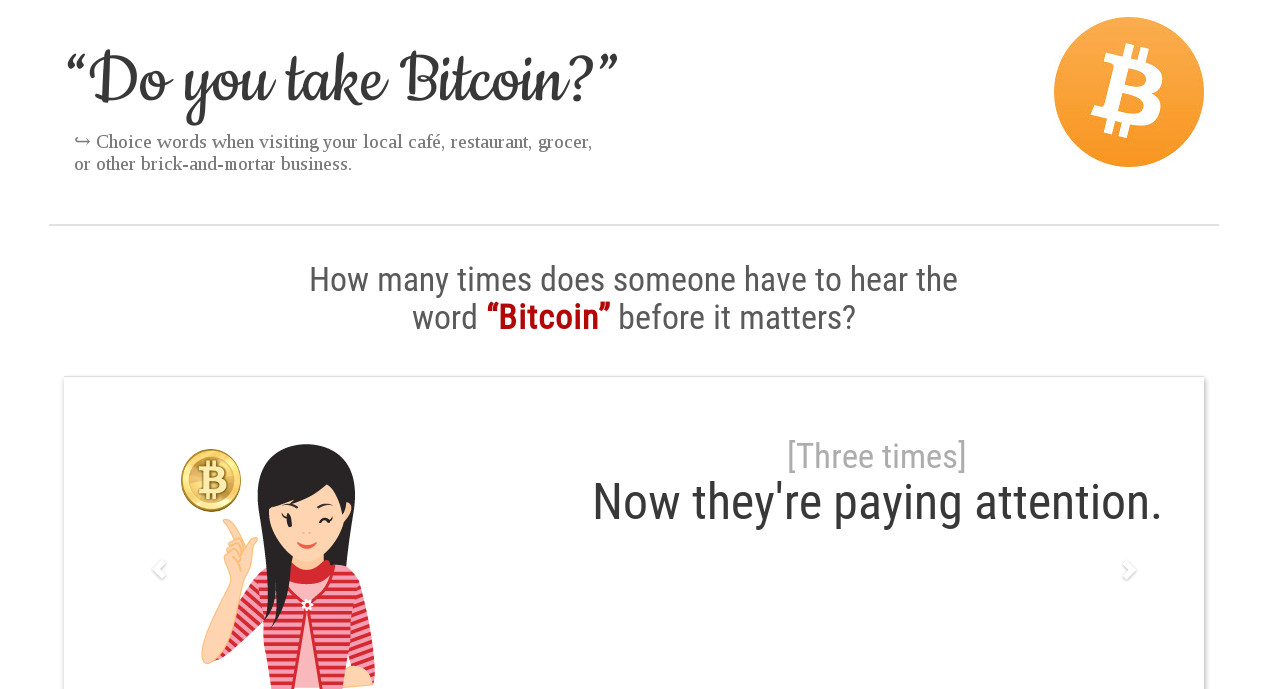 “Do you take Bitcoin?”
↪ Choice words when visiting your local café, restaurant, grocer,
or other brick-and-mortar business.
How many times does someone have to hear the
word “Bitcoin” before it matters?
[Three times]
Now they're paying attention.